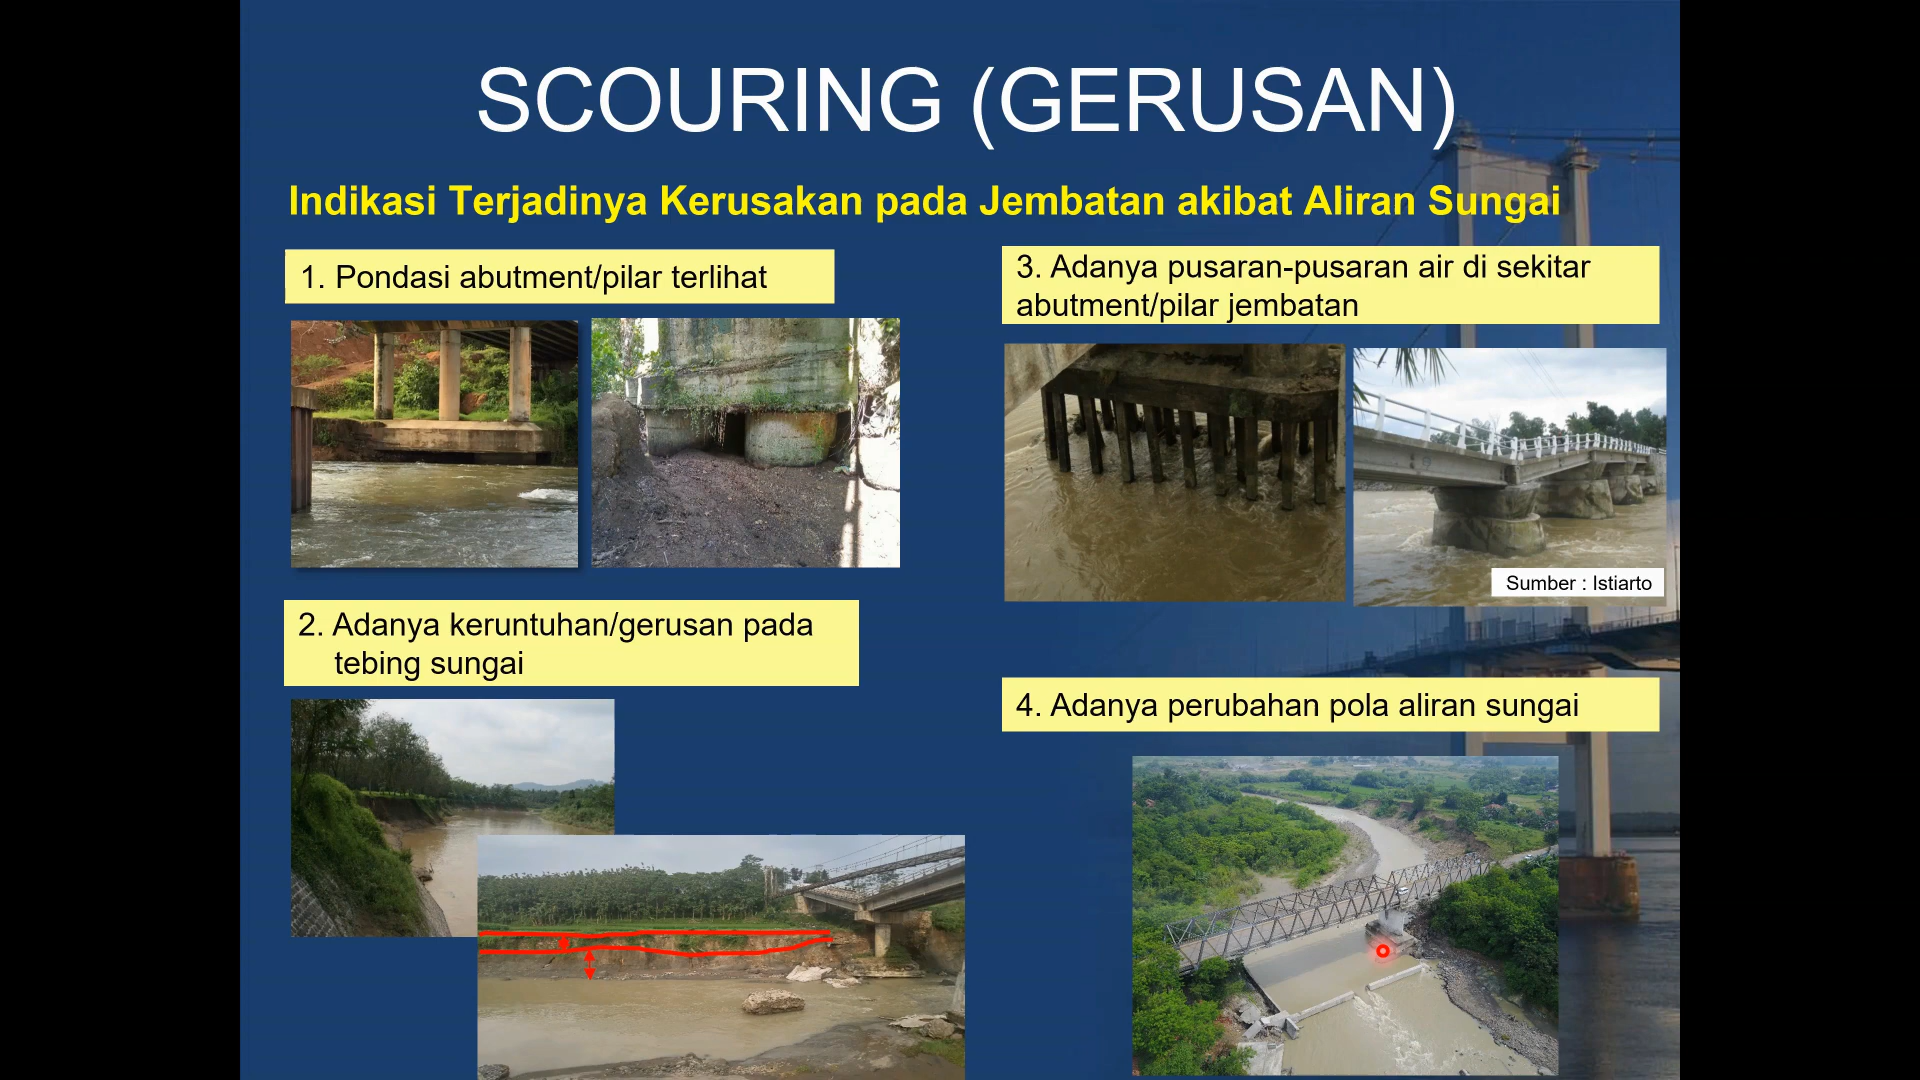 SCOURING (GERUSAN)
Indikasi Terjadinya Kerusakan pada Jembatan akibat Aliran Sungai
1. Pondasi abutment/pilar terlihat
2. Adanya keruntuhan/gerusan pada
tebing sungai
3. Adanya pusaran-pusaran air di sekitar
abutment/pilar jembatan
Sumber : Istiarto
4. Adanya perubahan pola aliran sungai